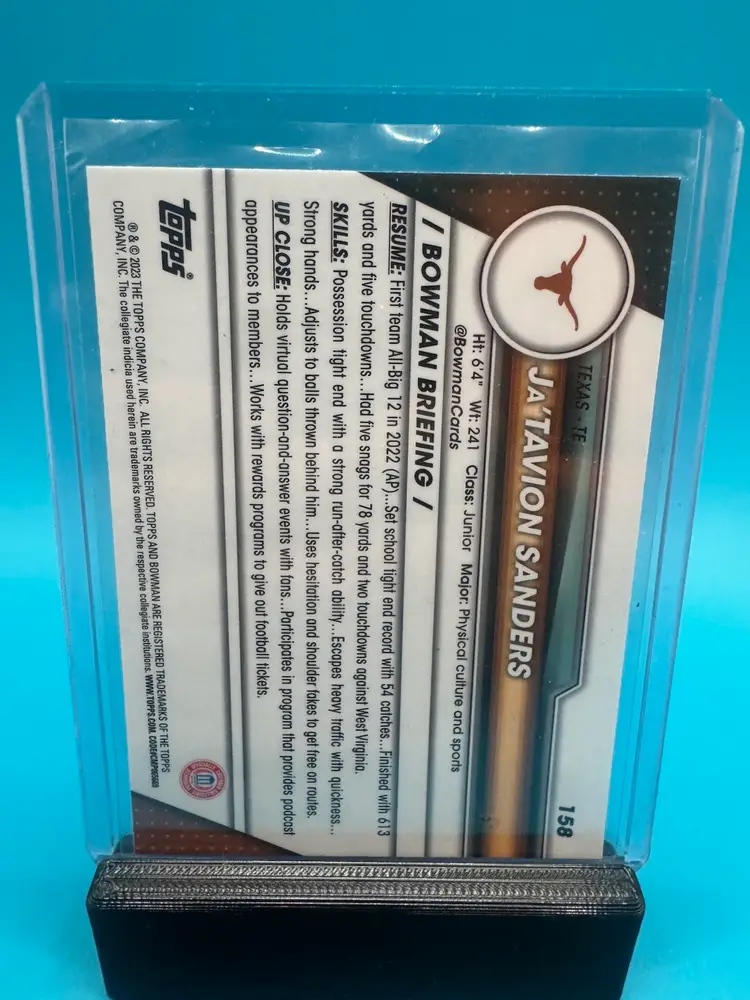 158
TEXAS - TE
JA'TAVION SANDERS
Ht: 6'4" Wt: 241 Class: Junior Major: Physical culture and sports
@BowmanCards
/ BOWMAN BRIEFING /
RESUME: First team All-Big 12 in 2022 (AP)...Set school tight end record with 54 catches...Finished with 613
yards and five touchdowns...Had five snags for 78 yards and two touchdowns against West Virginia.
SKILLS: Possession tight end with a strong run-after-catch ability...Escapes heavy traffic with quickness...
Strong hands...Adjusts to balls thrown behind him...Uses hesitation and shoulder fakes to get free on routes.
UP CLOSE: Holds virtual question-and-answer events with fans...Participates in program that provides podcast
appearances to members...Works with rewards programs to give out football tickets.
topps®
® & © 2023 THE TOPPS COMPANY, INC. ALL RIGHTS RESERVED. TOPPS AND BOWMAN ARE REGISTERED TRADEMARKS OF THE TOPPS
COMPANY, INC. The collegiate indicia used herein are trademarks owned by the respective collegiate institutions. WWW.TOPPS.COM.